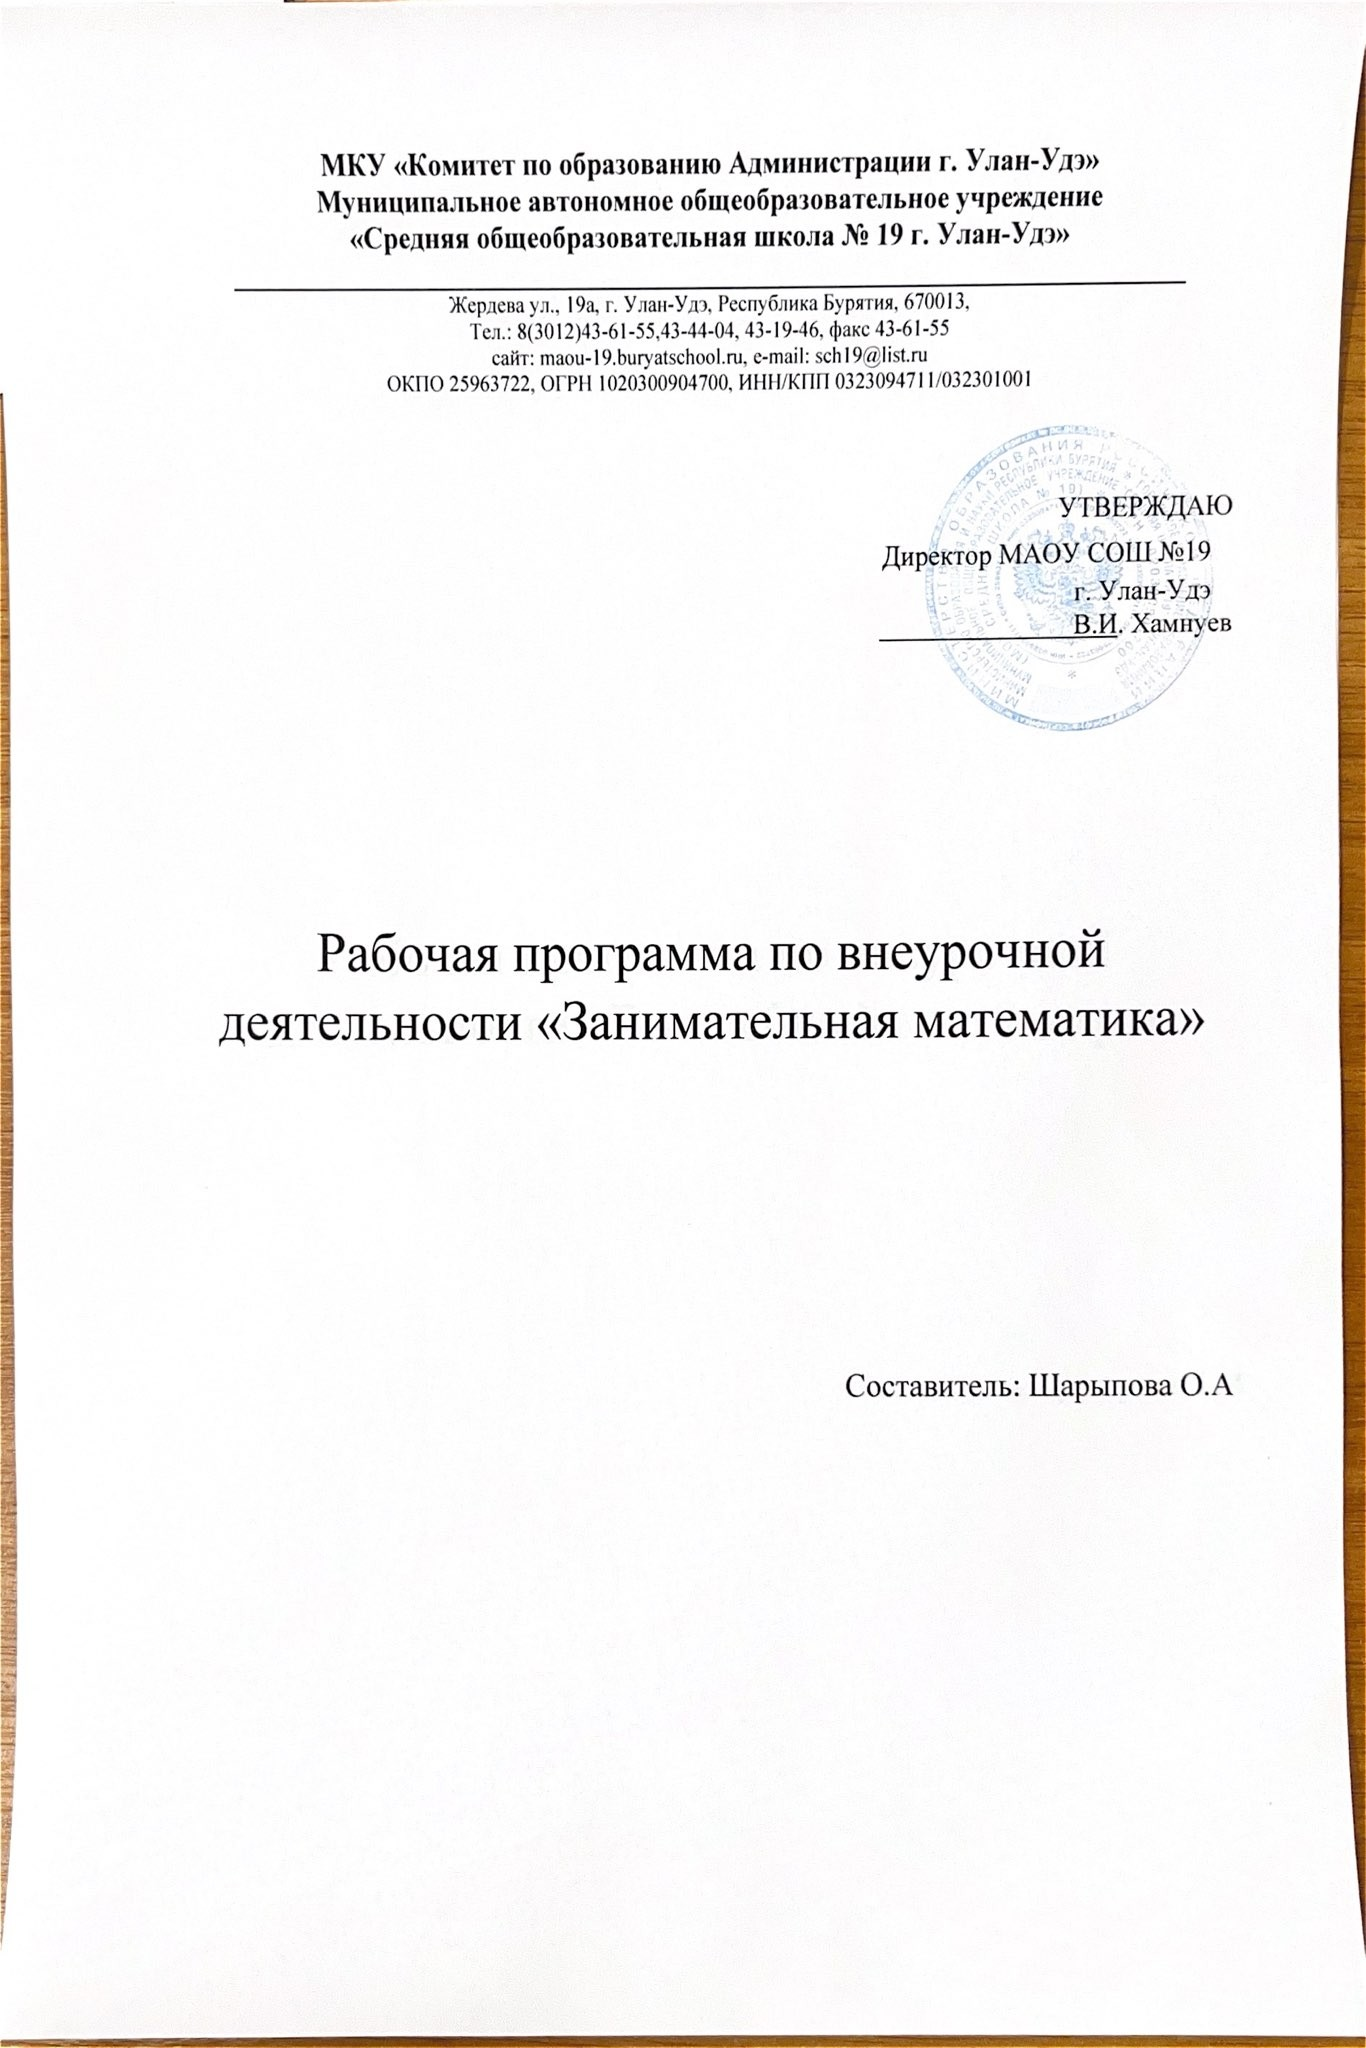 МКУ «Комитет по образованию Администрации г. Улан-Удэ»
Муниципальное автономное общеобразовательное учреждение
«Средняя общеобразовательная школа № 19 г. Улан-Удэ»
Жердева ул., 19а, г. Улан-Удэ, Республика Бурятия, 670013,
Тел.: 8(3012)43-61-55,43-44-04, 43-19-46, факс 43-61-55
сайт: maou-19.buryatschool.ru, e-mail: sch19@list.ru
ОКПО 25963722, ОГРН 1020300904700, ИНН/КПП 0323094711/032301001
УТВЕРЖДАЮ
Директор МАОУ СОШ №19
г. Улан-Удэ
В.И. Хамнуев
Рабочая программа по внеурочной
деятельности «Занимательная математика»
Составитель: Шарыпова О.А